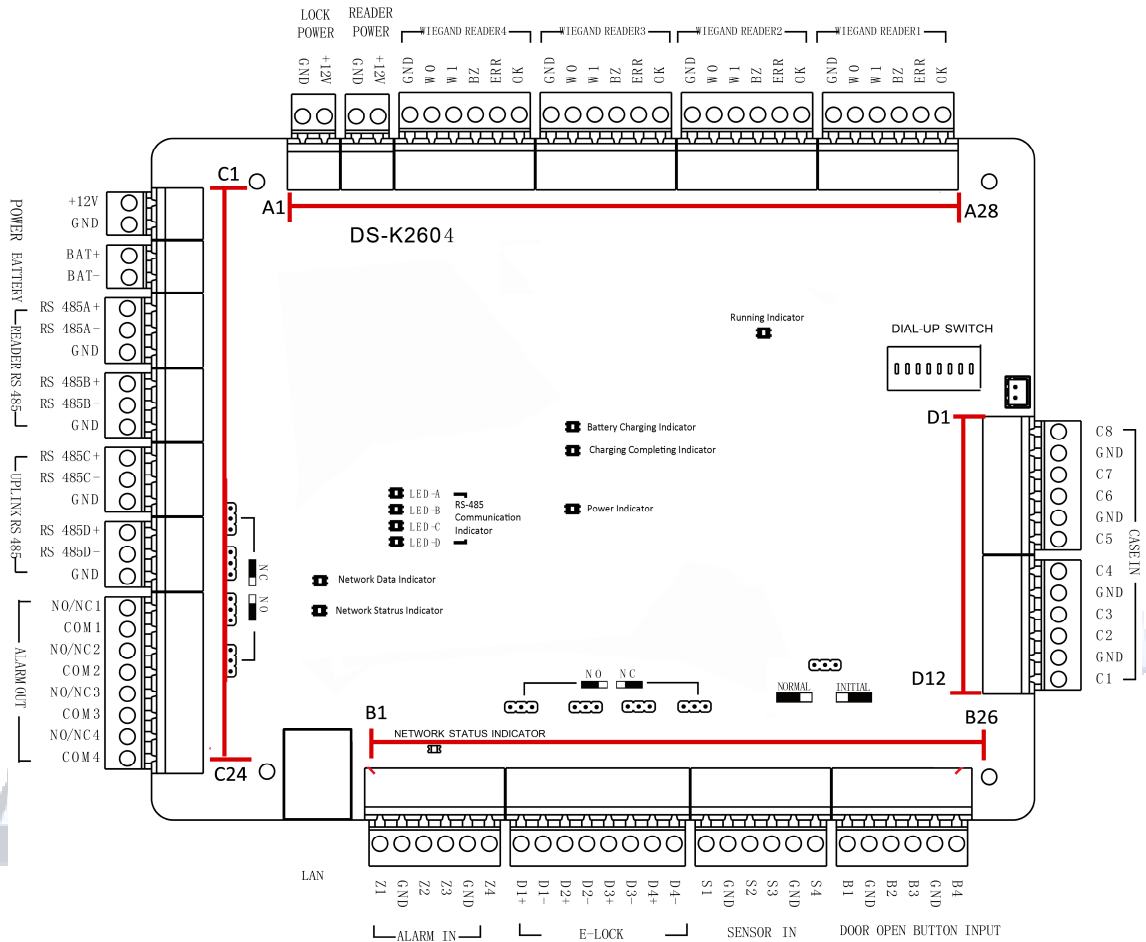 LOCK POWER
READER POWER
WIEGAND READER4
WIEGAND READER3
WIEGAND READER2
WIEGAND READER1
GND +12V
GND +12V
GND W0 W1 BZ ERR OK
GND W0 W1 BZ ERR OK
GND W0 W1 BZ ERR OK
GND W0 W1 BZ ERR OK
C1
A1
A28
DS-K2604
+12V
GND
BAT+
BAT-
RS 485A+
RS 485A-
GND
RS 485B+
RS 485B-
GND
RS 485C+
RS 485C-
GND
RS 485D+
RS 485D-
GND
NO/NC1
COM1
NO/NC2
COM2
NO/NC3
COM3
NO/NC4
COM4
POWER
EATTERY
READER RS 485
UPLINK RS 485
ALARM OUT
Running Indicator
DIAL-UP SWITCH
Battery Charging Indicator
Charging Completing Indicator
Power Indicator
LED-A
LED-B
LED-C
LED-D
RS-485
Communication
Indicator
Network Data Indicator
Network Statrus Indicator
NC
NO
D1
C8
GND
C7
C6
GND
C5
C4
GND
C3
C2
GND
C1
CASE IN
D12
NO NC
NORMAL
INITIAL
B1
B26
NETWORK STATUS INDICATOR
C24
LAN
Z1 GND Z2 Z3 GND Z4
D1+ D1- D2+ D2- D3+ D3- D4+ D4-
S1 GND S2 S3 GND S4
B1 GND B2 B3 GND B4
ALARM IN
E-LOCK
SENSOR IN
DOOR OPEN BUTTON INPUT